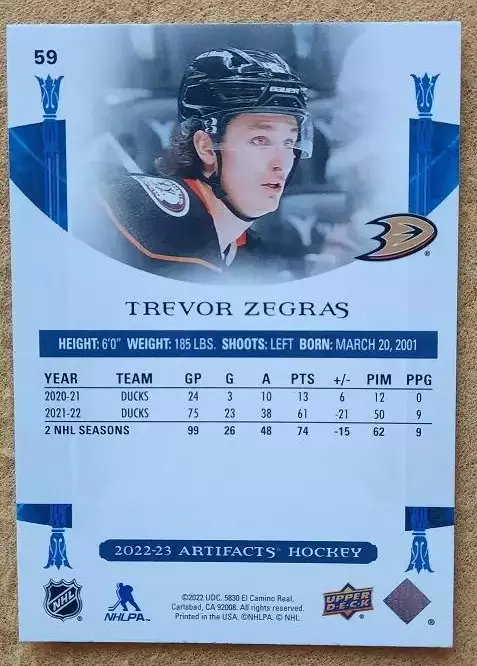 59
BAUER
TREVOR ZEGRAS
HEIGHT: 6'0" WEIGHT: 185 LBS. SHOOTS: LEFT BORN: MARCH 20, 2001
YEAR TEAM GP G A PTS +/- PIM PPG
2020-21 DUCKS 24 3 10 13 6 12 0
2021-22 DUCKS 75 23 38 61 -21 50 9
2 NHL SEASONS 99 26 48 74 -15 62 9
2022-23 ARTIFACTS HOCKEY
NHL
NHLPA
©2022 UDC. 5830 El Camino Real,
Carlsbad, CA 92008. All rights reserved.
Printed in the USA. ©NHLPA. © NHL
UPPER
DECK